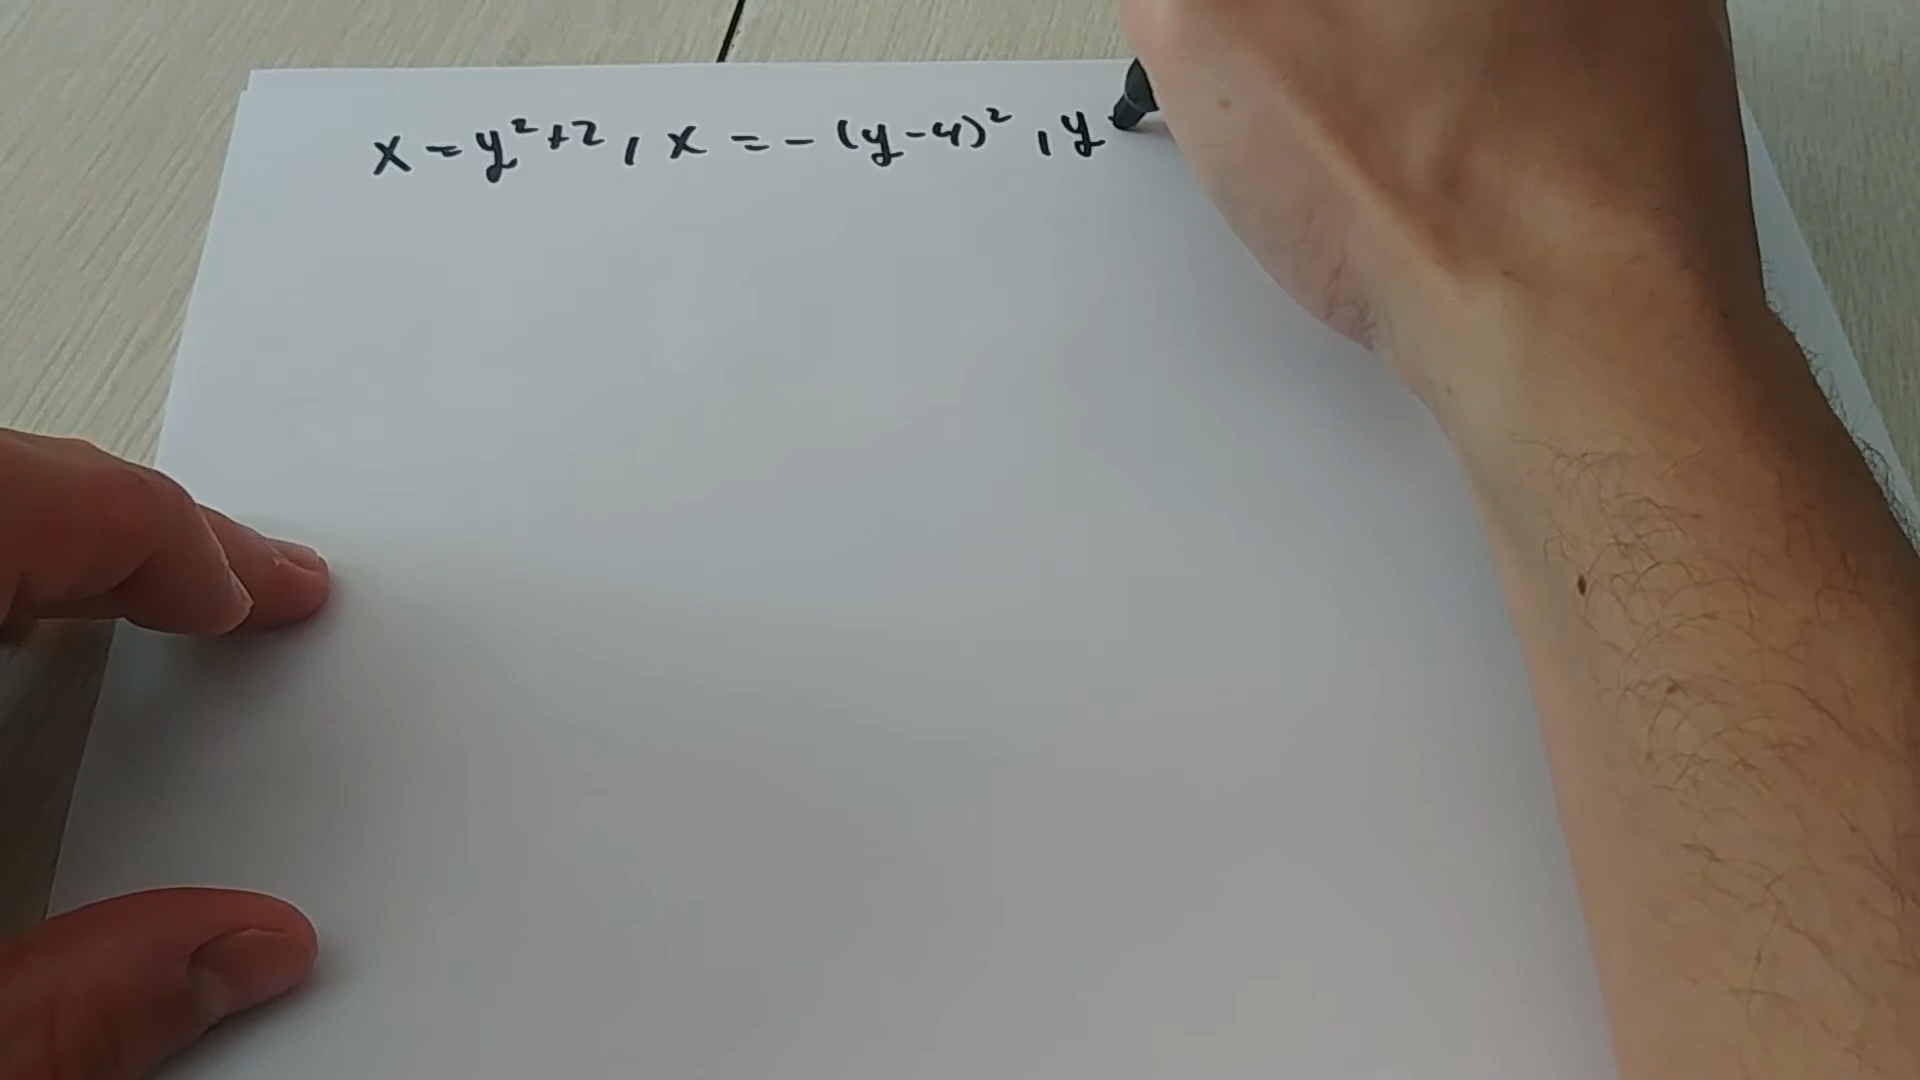 x = y²+2, x = -(y-4)², y